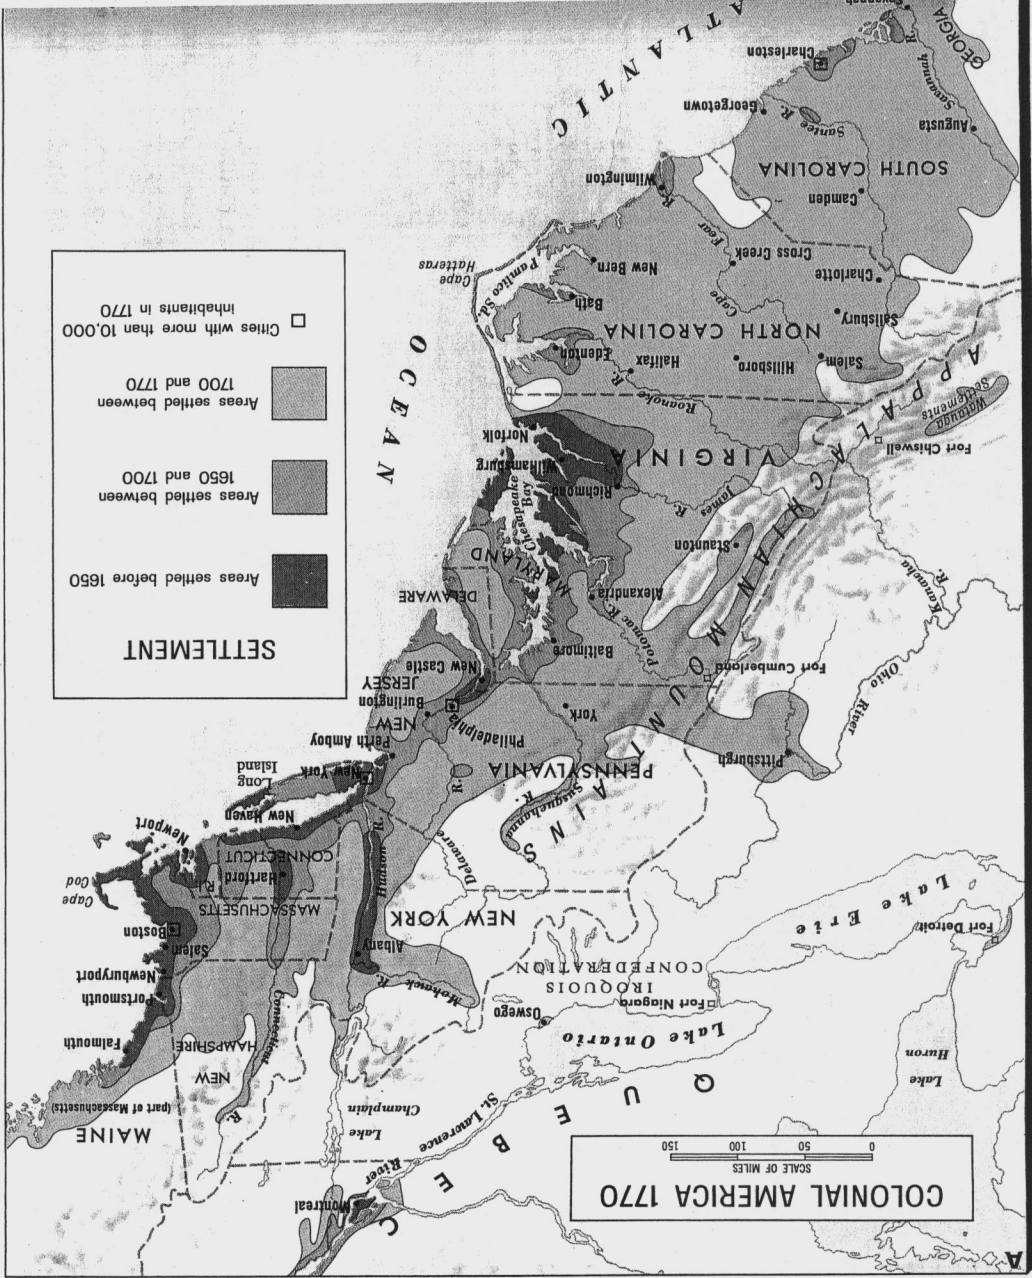 A
COLONIAL AMERICA 1770
SCALE OF MILES
0 50 100 150
QUEBEC
Montreal
St. Lawrence River
Lake Huron
Lake Ontario
Lake Erie
Lake Champlain
Fort Detroit
Fort Niagara
Oswego
IROQUOIS
CONFEDERATION
MAINE
(part of Massachusetts)
NEW
HAMPSHIRE
Connecticut R.
Falmouth
Portsmouth
Newburyport
Salem
Boston
Cape
Cod
Mohawk R.
Albany
NEW YORK
MASSACHUSETTS
Hartford
R.I.
CONNECTICUT
Newport
Hudson R.
New Haven
Long
Island
New York
Delaware R.
Susquehanna R.
PENNSYLVANIA
Pittsburgh
Perth Amboy
NEW
JERSEY
Burlington
Philadelphia
York
New Castle
Ohio River
Fort Cumberland
Baltimore
Potomac R.
Alexandria
DELAWARE
MARYLAND
Chesapeake
Bay
Kanawha R.
Staunton
James R.
Richmond
VIRGINIA
Williamsburg
Norfolk
APPALACHIAN MOUNTAINS
Fort Chiswell
Watauga
Settlements
Roanoke R.
Salem
Hillsboro
Halifax
Edenton
NORTH CAROLINA
Salisbury
Bath
Charlotte
Cape Fear R.
Cross Creek
New Bern
Pamlico Sd.
Cape
Hatteras
Camden
Wilmington
SOUTH CAROLINA
Augusta
Santee R.
Georgetown
Savannah R.
Charleston
GEORGIA
Savannah
ATLANTIC
OCEAN
SETTLEMENT
Areas settled before 1650
Areas settled between
1650 and 1700
Areas settled between
1700 and 1770
Cities with more than 10,000
inhabitants in 1770